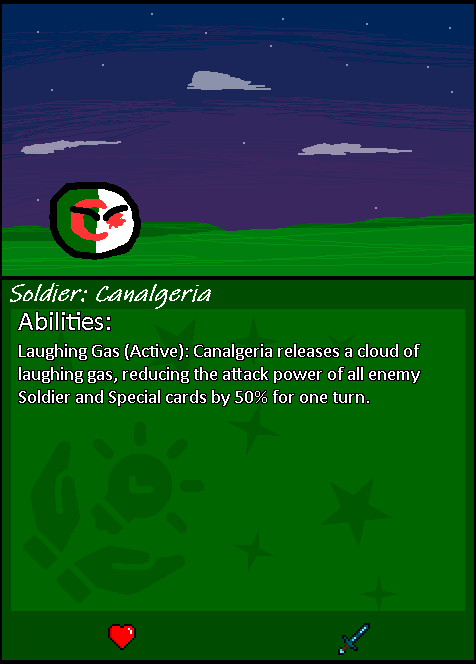 Soldier: Canalgeria
Abilities:
Laughing Gas (Active): Canalgeria releases a cloud of
laughing gas, reducing the attack power of all enemy
Soldier and Special cards by 50% for one turn.